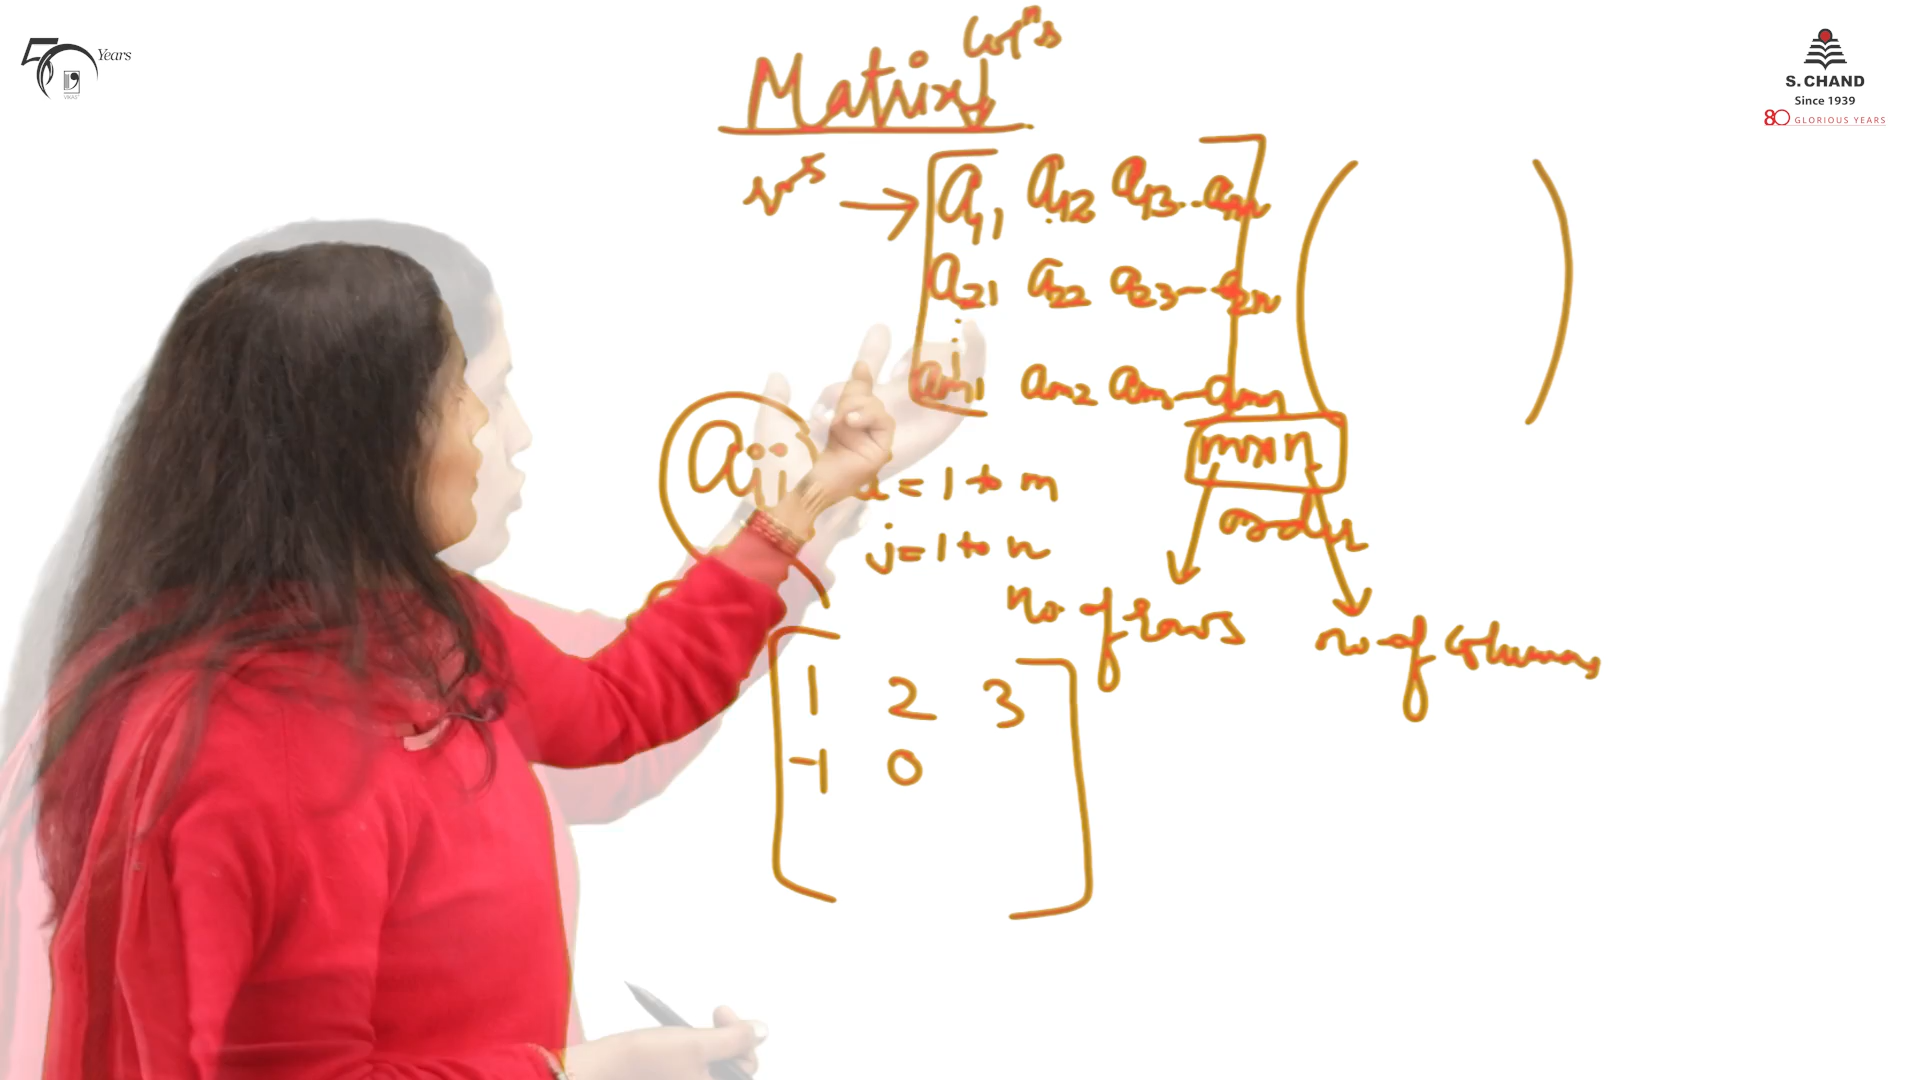 50 Years
VIKAS
S. CHAND
Since 1939
80 GLORIOUS YEARS
Matrix
Colⁿs
a11 a12 a13 .. a1n
a21 a22 a23 -- a2n
am1 am2 am3 - amn
m×n
order
aij
i = 1 to m
j = 1 to n
no. of rows
no of columns
1 2 3
-1 0